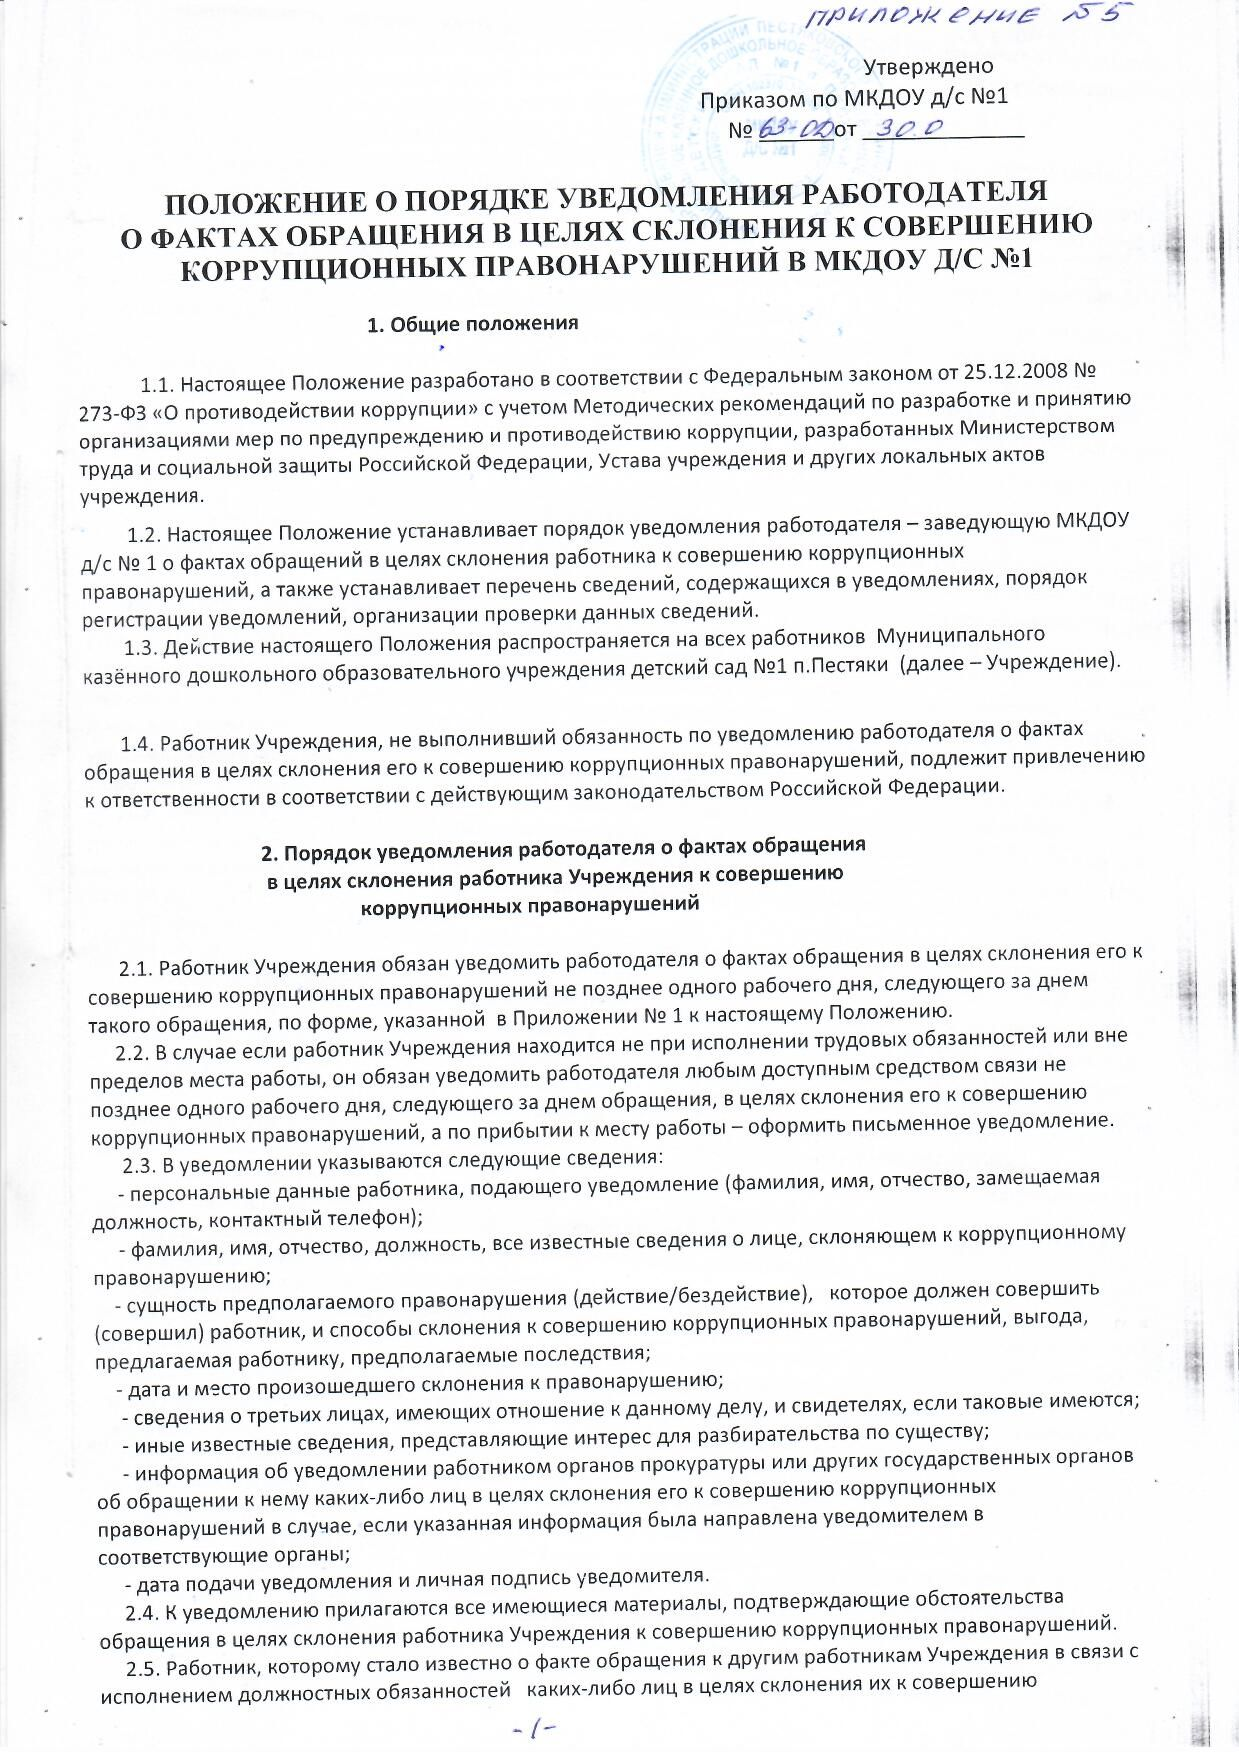 приложение №5
Утверждено
Приказом по МКДОУ д/с №1
№ 63-ОД от 30.0
ПОЛОЖЕНИЕ О ПОРЯДКЕ УВЕДОМЛЕНИЯ РАБОТОДАТЕЛЯ
О ФАКТАХ ОБРАЩЕНИЯ В ЦЕЛЯХ СКЛОНЕНИЯ К СОВЕРШЕНИЮ
КОРРУПЦИОННЫХ ПРАВОНАРУШЕНИЙ В МКДОУ Д/С №1
1. Общие положения
1.1. Настоящее Положение разработано в соответствии с Федеральным законом от 25.12.2008 №
273-ФЗ «О противодействии коррупции» с учетом Методических рекомендаций по разработке и принятию
организациями мер по предупреждению и противодействию коррупции, разработанных Министерством
труда и социальной защиты Российской Федерации, Устава учреждения и других локальных актов
учреждения.
1.2. Настоящее Положение устанавливает порядок уведомления работодателя – заведующую МКДОУ
д/с № 1 о фактах обращений в целях склонения работника к совершению коррупционных
правонарушений, а также устанавливает перечень сведений, содержащихся в уведомлениях, порядок
регистрации уведомлений, организации проверки данных сведений.
1.3. Действие настоящего Положения распространяется на всех работников Муниципального
казённого дошкольного образовательного учреждения детский сад №1 п.Пестяки (далее – Учреждение).
1.4. Работник Учреждения, не выполнивший обязанность по уведомлению работодателя о фактах
обращения в целях склонения его к совершению коррупционных правонарушений, подлежит привлечению
к ответственности в соответствии с действующим законодательством Российской Федерации.
2. Порядок уведомления работодателя о фактах обращения
в целях склонения работника Учреждения к совершению
коррупционных правонарушений
2.1. Работник Учреждения обязан уведомить работодателя о фактах обращения в целях склонения его к
совершению коррупционных правонарушений не позднее одного рабочего дня, следующего за днем
такого обращения, по форме, указанной в Приложении № 1 к настоящему Положению.
2.2. В случае если работник Учреждения находится не при исполнении трудовых обязанностей или вне
пределов места работы, он обязан уведомить работодателя любым доступным средством связи не
позднее одного рабочего дня, следующего за днем обращения, в целях склонения его к совершению
коррупционных правонарушений, а по прибытии к месту работы – оформить письменное уведомление.
2.3. В уведомлении указываются следующие сведения:
- персональные данные работника, подающего уведомление (фамилия, имя, отчество, замещаемая
должность, контактный телефон);
- фамилия, имя, отчество, должность, все известные сведения о лице, склоняющем к коррупционному
правонарушению;
- сущность предполагаемого правонарушения (действие/бездействие), которое должен совершить
(совершил) работник, и способы склонения к совершению коррупционных правонарушений, выгода,
предлагаемая работнику, предполагаемые последствия;
- дата и место произошедшего склонения к правонарушению;
- сведения о третьих лицах, имеющих отношение к данному делу, и свидетелях, если таковые имеются;
- иные известные сведения, представляющие интерес для разбирательства по существу;
- информация об уведомлении работником органов прокуратуры или других государственных органов
об обращении к нему каких-либо лиц в целях склонения его к совершению коррупционных
правонарушений в случае, если указанная информация была направлена уведомителем в
соответствующие органы;
- дата подачи уведомления и личная подпись уведомителя.
2.4. К уведомлению прилагаются все имеющиеся материалы, подтверждающие обстоятельства
обращения в целях склонения работника Учреждения к совершению коррупционных правонарушений.
2.5. Работник, которому стало известно о факте обращения к другим работникам Учреждения в связи с
исполнением должностных обязанностей каких-либо лиц в целях склонения их к совершению
-1-